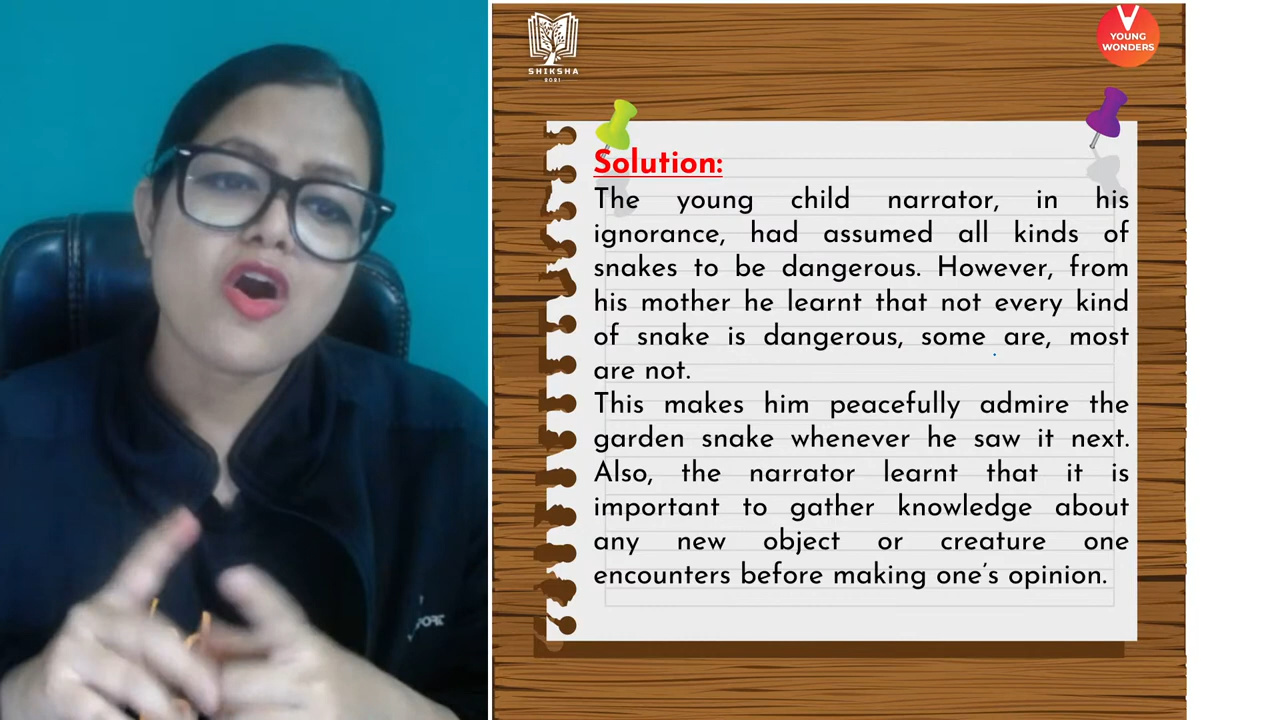 SHIKSHA
2021
V
YOUNG
WONDERS
Solution:
The young child narrator, in his
ignorance, had assumed all kinds of
snakes to be dangerous. However, from
his mother he learnt that not every kind
of snake is dangerous, some are, most
are not.
This makes him peacefully admire the
garden snake whenever he saw it next.
Also, the narrator learnt that it is
important to gather knowledge about
any new object or creature one
encounters before making one's opinion.